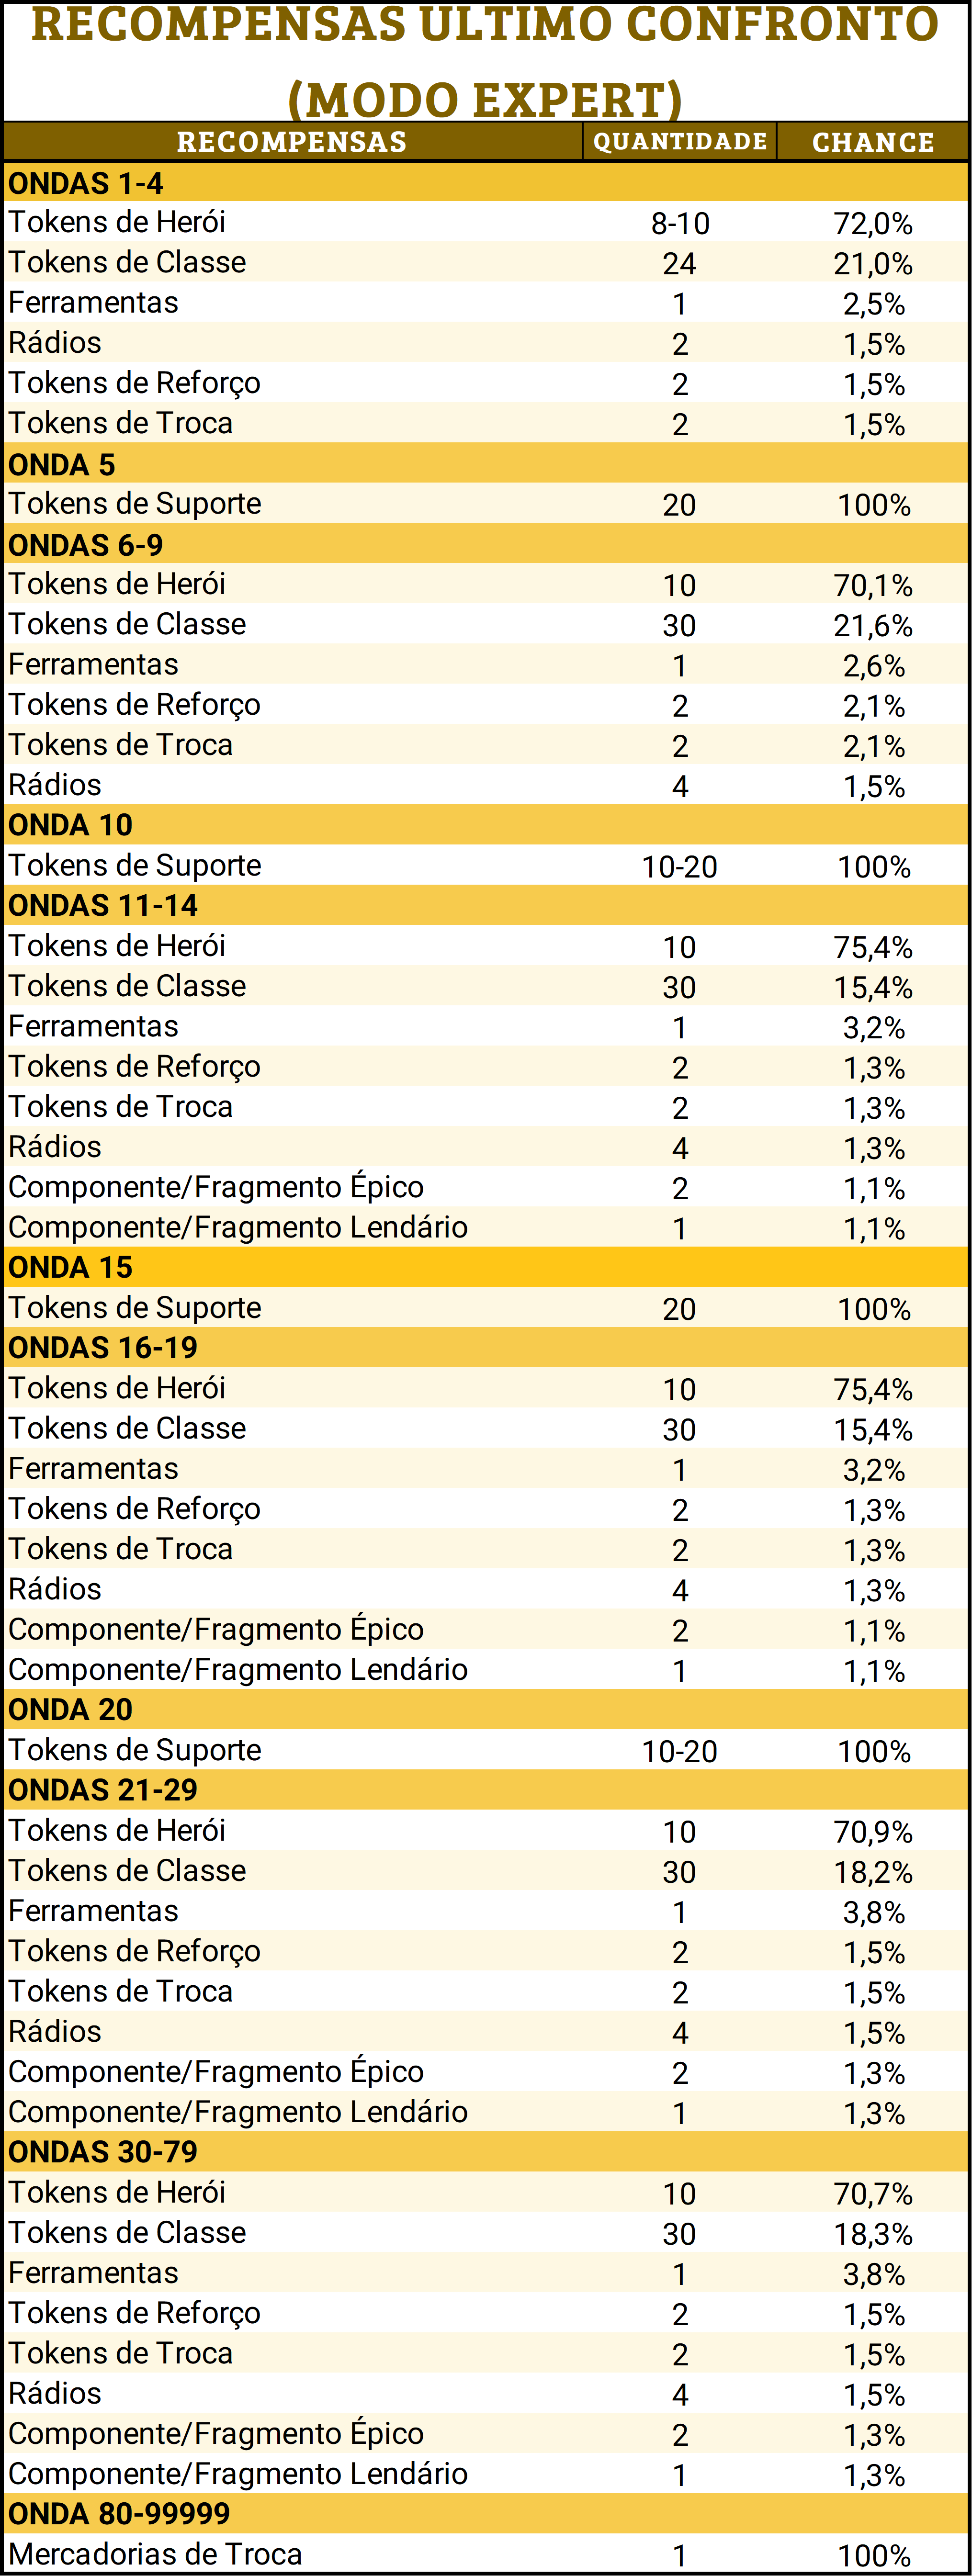 RECOMPENSAS ULTIMO CONFRONTO
(MODO EXPERT)
RECOMPENSAS QUANTIDADE CHANCE
ONDAS 1-4
Tokens de Herói 8-10 72,0%
Tokens de Classe 24 21,0%
Ferramentas 1 2,5%
Rádios 2 1,5%
Tokens de Reforço 2 1,5%
Tokens de Troca 2 1,5%
ONDA 5
Tokens de Suporte 20 100%
ONDAS 6-9
Tokens de Herói 10 70,1%
Tokens de Classe 30 21,6%
Ferramentas 1 2,6%
Tokens de Reforço 2 2,1%
Tokens de Troca 2 2,1%
Rádios 4 1,5%
ONDA 10
Tokens de Suporte 10-20 100%
ONDAS 11-14
Tokens de Herói 10 75,4%
Tokens de Classe 30 15,4%
Ferramentas 1 3,2%
Tokens de Reforço 2 1,3%
Tokens de Troca 2 1,3%
Rádios 4 1,3%
Componente/Fragmento Épico 2 1,1%
Componente/Fragmento Lendário 1 1,1%
ONDA 15
Tokens de Suporte 20 100%
ONDAS 16-19
Tokens de Herói 10 75,4%
Tokens de Classe 30 15,4%
Ferramentas 1 3,2%
Tokens de Reforço 2 1,3%
Tokens de Troca 2 1,3%
Rádios 4 1,3%
Componente/Fragmento Épico 2 1,1%
Componente/Fragmento Lendário 1 1,1%
ONDA 20
Tokens de Suporte 10-20 100%
ONDAS 21-29
Tokens de Herói 10 70,9%
Tokens de Classe 30 18,2%
Ferramentas 1 3,8%
Tokens de Reforço 2 1,5%
Tokens de Troca 2 1,5%
Rádios 4 1,5%
Componente/Fragmento Épico 2 1,3%
Componente/Fragmento Lendário 1 1,3%
ONDAS 30-79
Tokens de Herói 10 70,7%
Tokens de Classe 30 18,3%
Ferramentas 1 3,8%
Tokens de Reforço 2 1,5%
Tokens de Troca 2 1,5%
Rádios 4 1,5%
Componente/Fragmento Épico 2 1,3%
Componente/Fragmento Lendário 1 1,3%
ONDA 80-99999
Mercadorias de Troca 1 100%